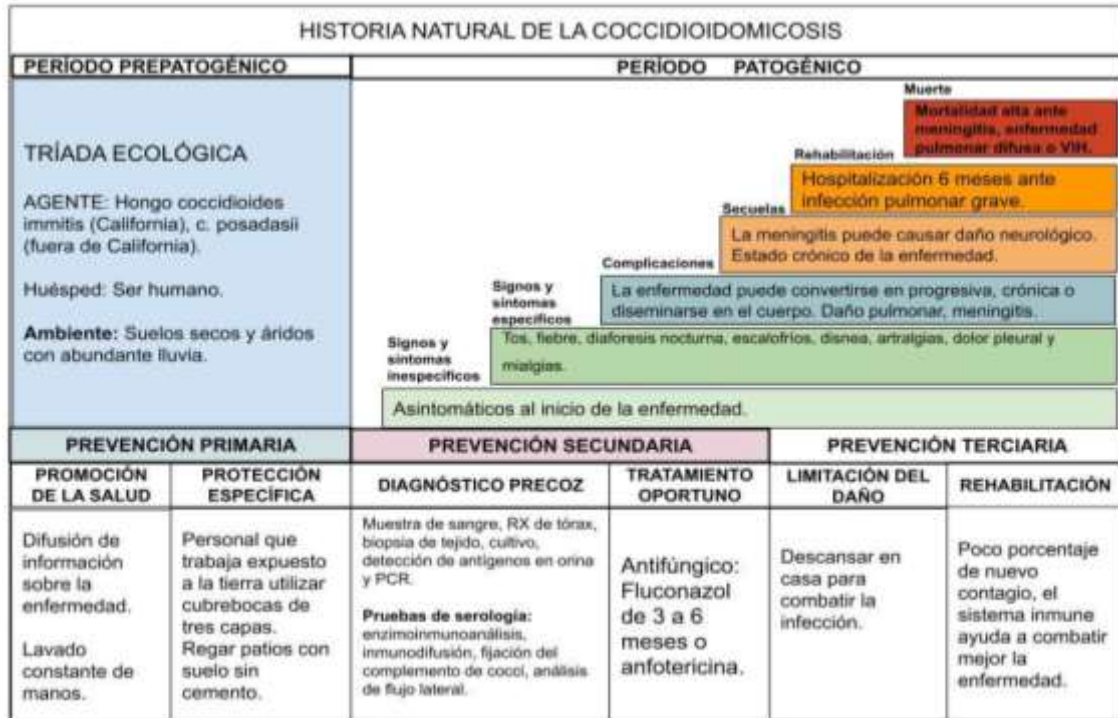 HISTORIA NATURAL DE LA COCCIDIOIDOMICOSIS
PERÍODO PREPATOGÉNICO
PERÍODO PATOGÉNICO
TRÍADA ECOLÓGICA
AGENTE: Hongo coccidioides
immitis (California), c. posadasii
(fuera de California).
Huésped: Ser humano.
Ambiente: Suelos secos y áridos
con abundante lluvia.
Muerte
Mortalidad alta ante
meningitis, enfermedad
pulmonar difusa o VIH.
Rehabilitación
Hospitalización 6 meses ante
infección pulmonar grave.
Secuelas
La meningitis puede causar daño neurológico.
Estado crónico de la enfermedad.
Complicaciones
La enfermedad puede convertirse en progresiva, crónica o
diseminarse en el cuerpo. Daño pulmonar, meningitis.
Signos y
síntomas
específicos
Tos, fiebre, diaforesis nocturna, escalofríos, disnea, artralgias, dolor pleural y
mialgias.
Signos y
síntomas
inespecíficos
Asintomáticos al inicio de la enfermedad.
PREVENCIÓN PRIMARIA
PREVENCIÓN SECUNDARIA
PREVENCIÓN TERCIARIA
PROMOCIÓN
DE LA SALUD
PROTECCIÓN
ESPECÍFICA
DIAGNÓSTICO PRECOZ
TRATAMIENTO
OPORTUNO
LIMITACIÓN DEL
DAÑO
REHABILITACIÓN
Difusión de
información
sobre la
enfermedad.
Lavado
constante de
manos.
Personal que
trabaja expuesto
a la tierra utilizar
cubrebocas de
tres capas.
Regar patios con
suelo sin
cemento.
Muestra de sangre, RX de tórax,
biopsia de tejido, cultivo,
detección de antígenos en orina
y PCR.
Pruebas de serología:
enzimoinmunoanálisis,
inmunodifusión, fijación del
complemento de cocci, análisis
de flujo lateral.
Antifúngico:
Fluconazol
de 3 a 6
meses o
anfotericina.
Descansar en
casa para
combatir la
infección.
Poco porcentaje
de nuevo
contagio, el
sistema inmune
ayuda a combatir
mejor la
enfermedad.